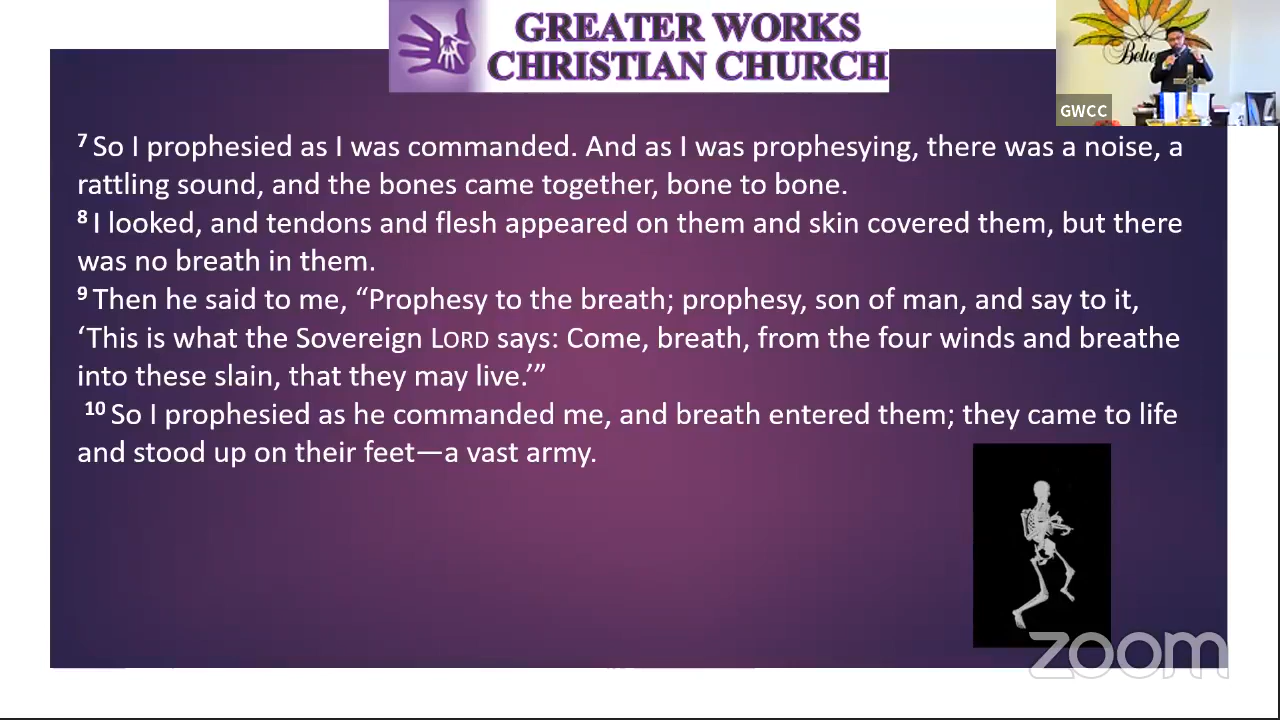 GREATER WORKS
CHRISTIAN CHURCH
Believe
GWCC
7 So I prophesied as I was commanded. And as I was prophesying, there was a noise, a
rattling sound, and the bones came together, bone to bone.
8 I looked, and tendons and flesh appeared on them and skin covered them, but there
was no breath in them.
9 Then he said to me, “Prophesy to the breath; prophesy, son of man, and say to it,
‘This is what the Sovereign LORD says: Come, breath, from the four winds and breathe
into these slain, that they may live.’”
10 So I prophesied as he commanded me, and breath entered them; they came to life
and stood up on their feet—a vast army.
zoom